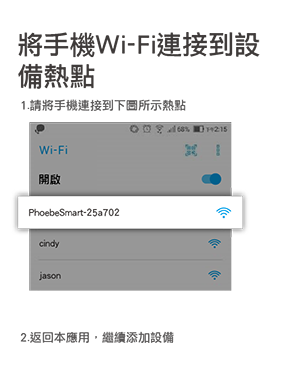 將手機Wi-Fi連接到設
備熱點
1.請將手機連接到下圖所示熱點
68% 下午2:15
Wi-Fi
開啟
PhoebeSmart-25a702
cindy
jason
2.返回本應用，繼續添加設備